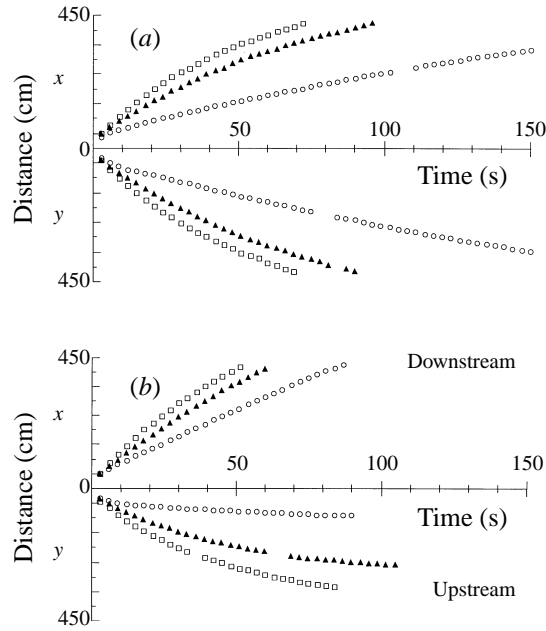 450
(a)
x
Distance (cm)
0
50
100
150
Time (s)
y
450
450
Downstream
(b)
x
Distance (cm)
0
50
100
150
Time (s)
y
Upstream
450